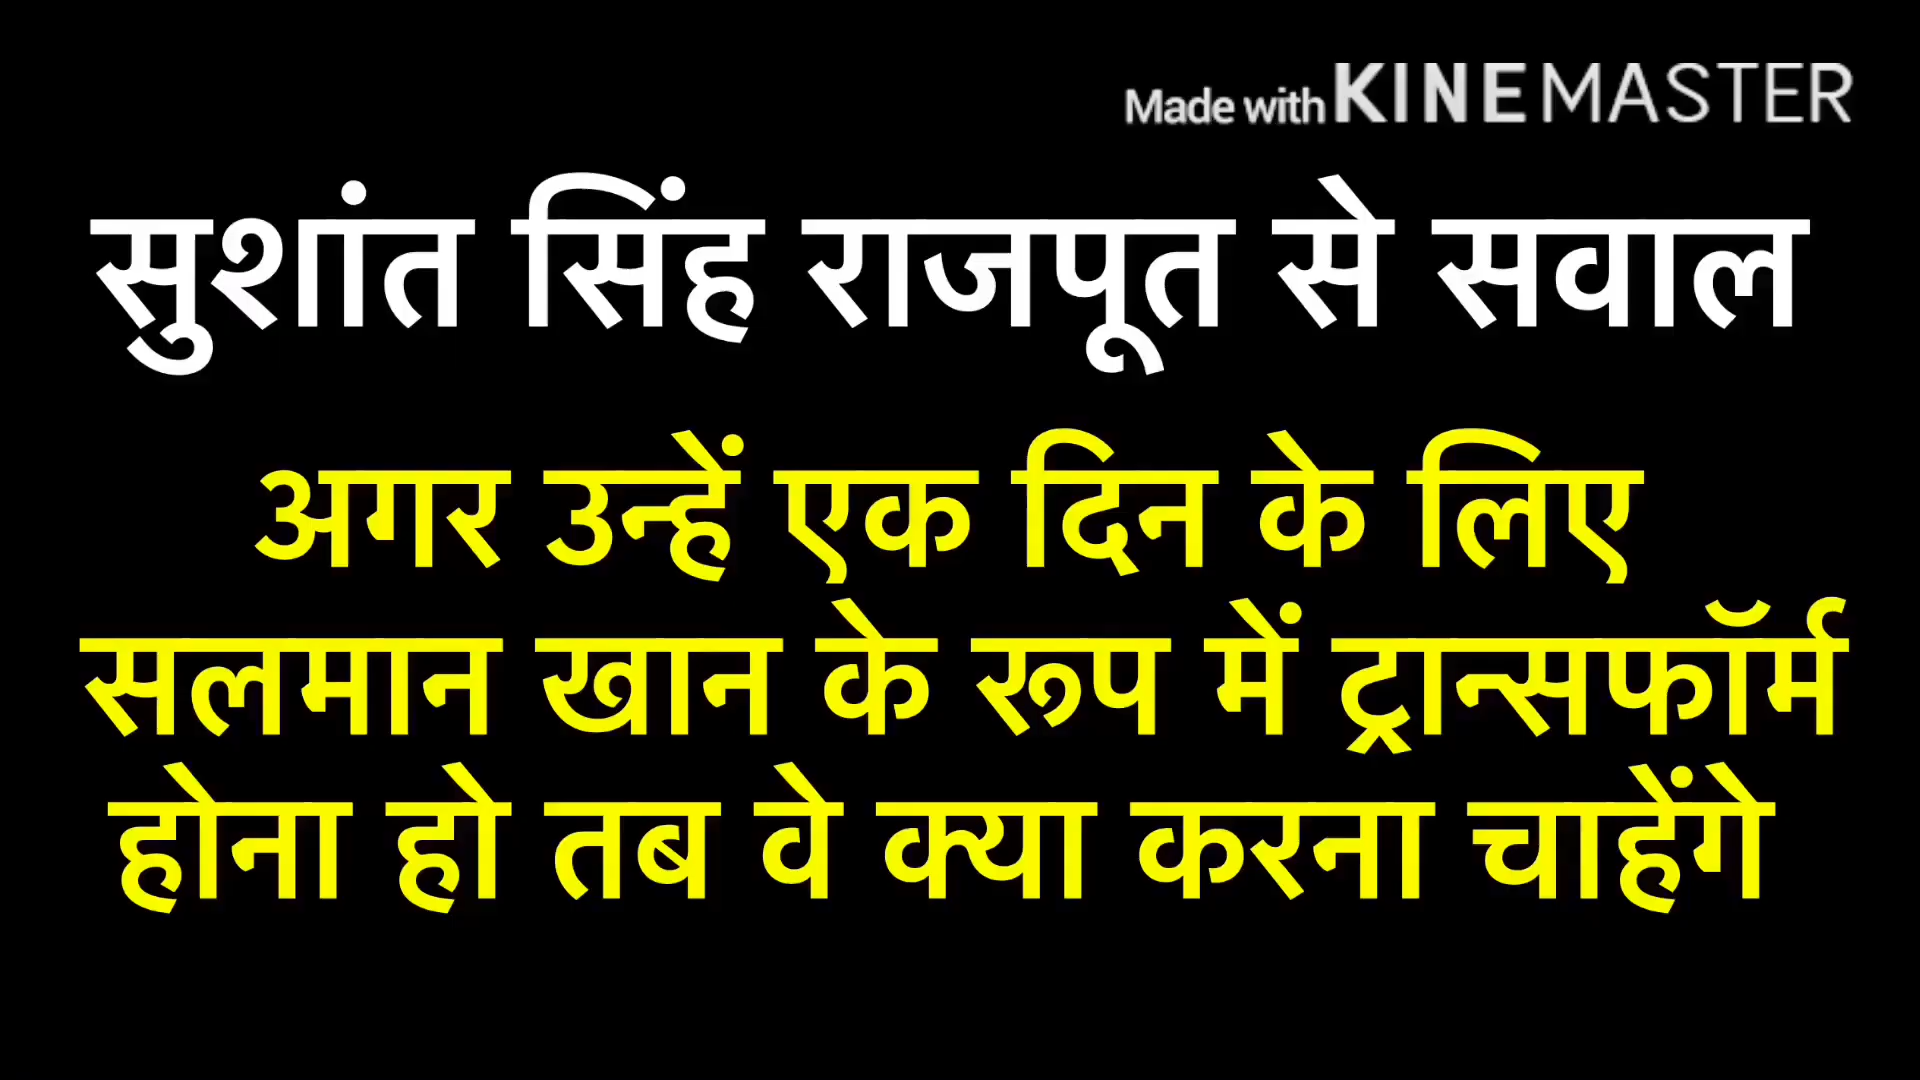 Made with KINEMASTER
सुशांत सिंह राजपूत से सवाल
अगर उन्हें एक दिन के लिए
सलमान खान के रूप में ट्रान्सफॉर्म
होना हो तब वे क्या करना चाहेंगे